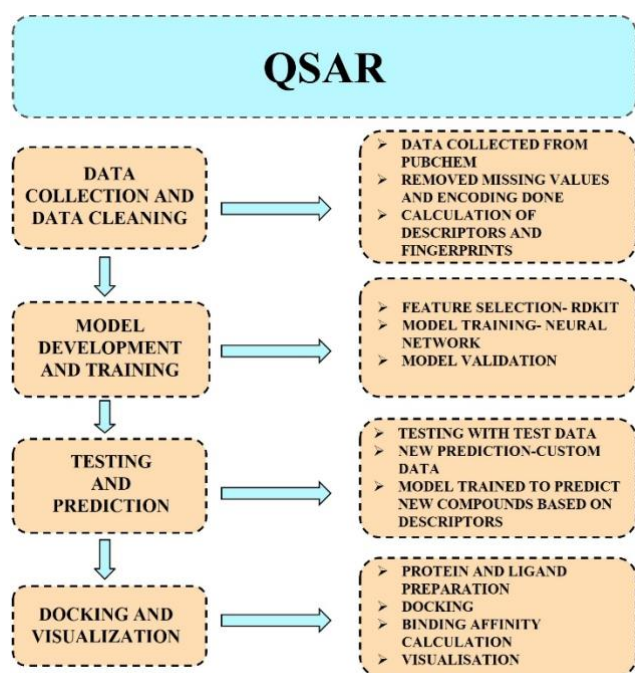 QSAR
DATA
COLLECTION AND
DATA CLEANING
➢ DATA COLLECTED FROM
PUBCHEM
➢ REMOVED MISSING VALUES
AND ENCODING DONE
➢ CALCULATION OF
DESCRIPTORS AND
FINGERPRINTS
MODEL
DEVELOPMENT
AND TRAINING
➢ FEATURE SELECTION- RDKIT
➢ MODEL TRAINING- NEURAL
NETWORK
➢ MODEL VALIDATION
TESTING
AND
PREDICTION
➢ TESTING WITH TEST DATA
➢ NEW PREDICTION-CUSTOM
DATA
➢ MODEL TRAINED TO PREDICT
NEW COMPOUNDS BASED ON
DESCRIPTORS
DOCKING AND
VISUALIZATION
➢ PROTEIN AND LIGAND
PREPARATION
➢ DOCKING
➢ BINDING AFFINITY
CALCULATION
➢ VISUALISATION